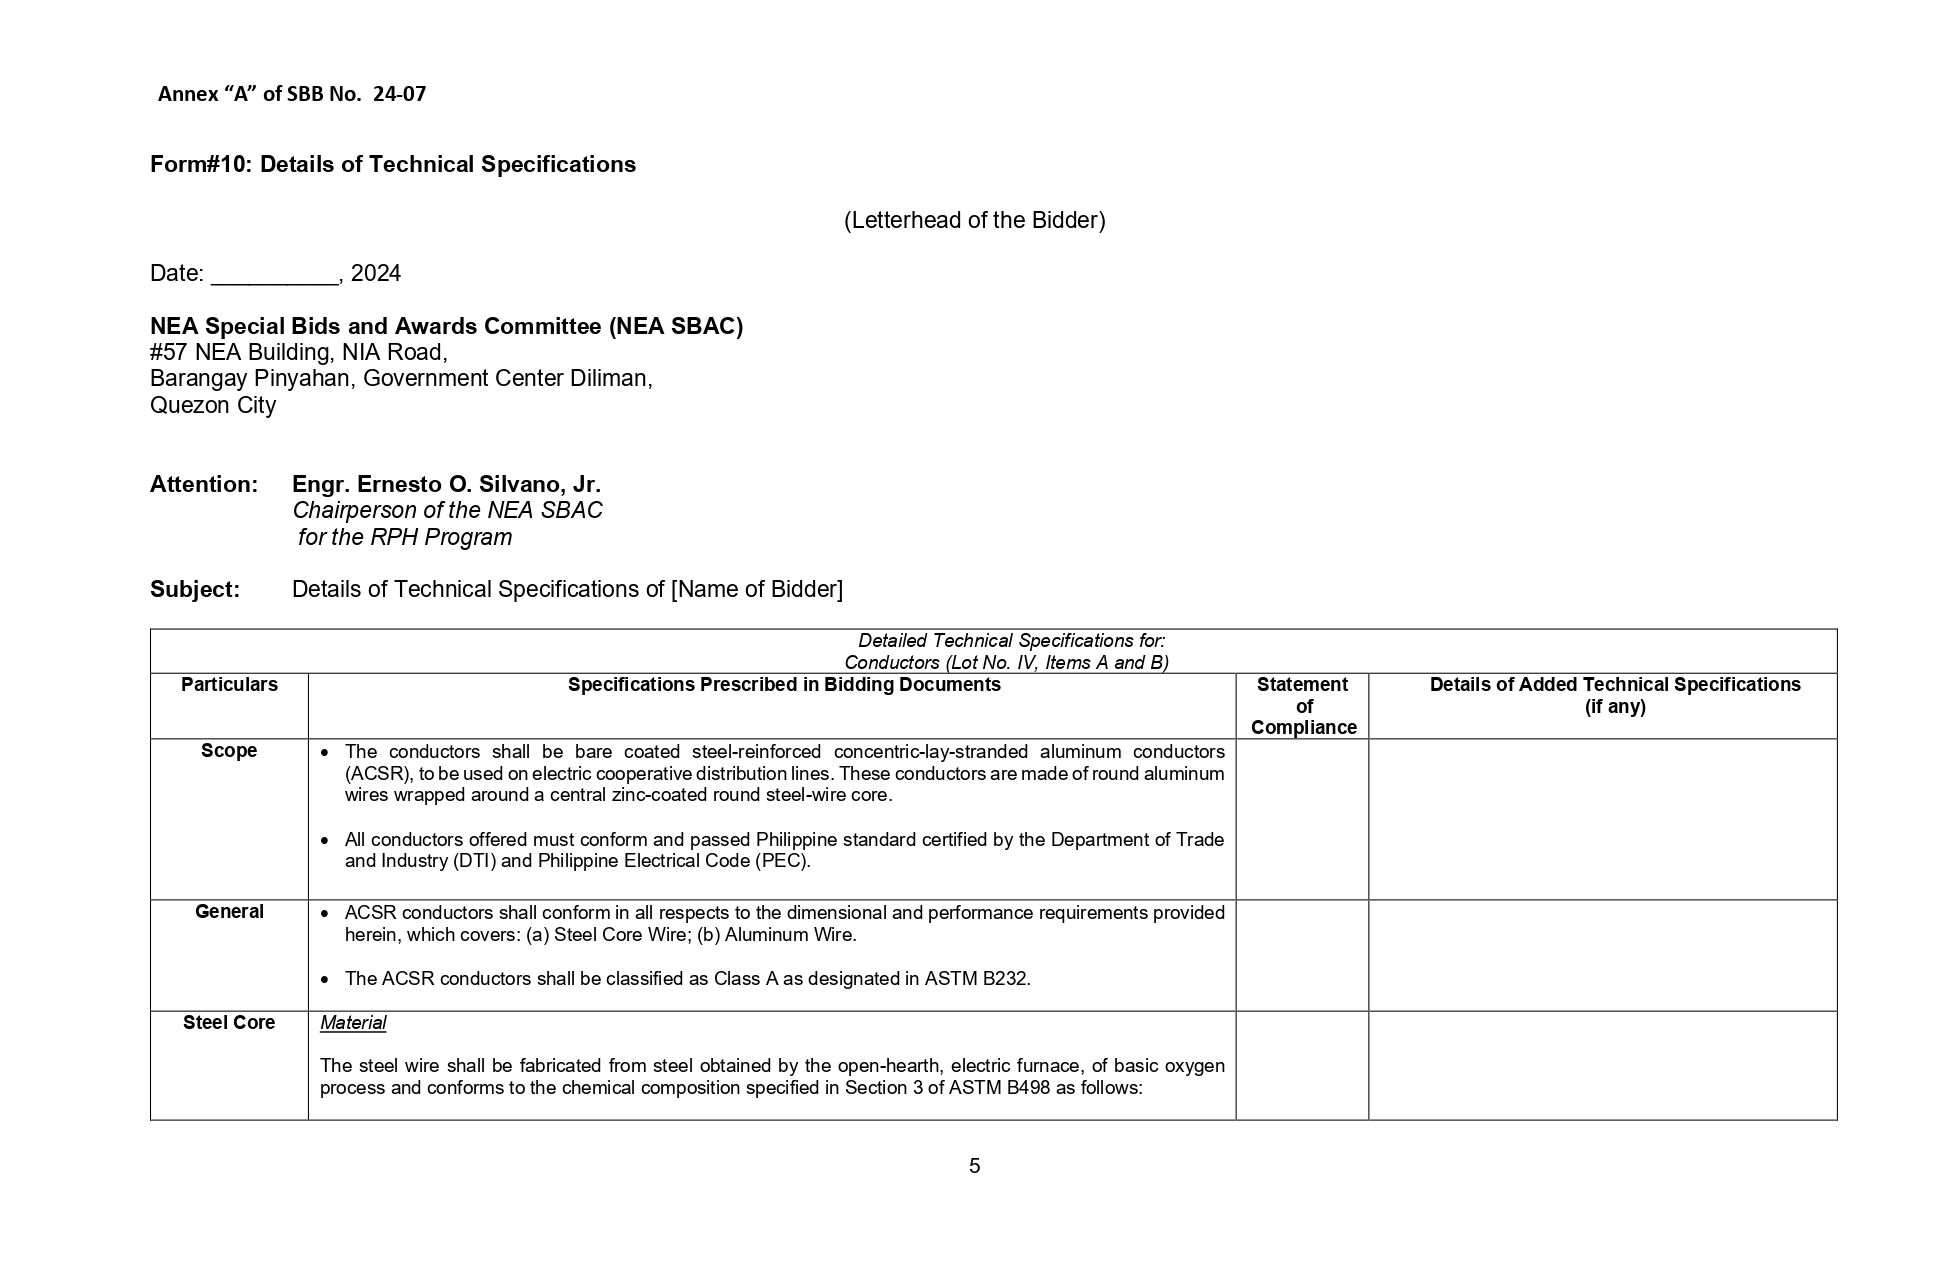 Annex “A” of SBB No.  24-07
Form#10: Details of Technical Specifications
(Letterhead of the Bidder)
Date: __________, 2024
NEA Special Bids and Awards Committee (NEA SBAC)
#57 NEA Building, NIA Road,
Barangay Pinyahan, Government Center Diliman,
Quezon City
Attention: Engr. Ernesto O. Silvano, Jr.
Chairperson of the NEA SBAC
for the RPH Program
Subject: Details of Technical Specifications of [Name of Bidder]
Detailed Technical Specifications for:
Conductors (Lot No. IV, Items A and B)
Particulars
Specifications Prescribed in Bidding Documents
Statement
of
Compliance
Details of Added Technical Specifications
(if any)
Scope
• The conductors shall be bare coated steel-reinforced concentric-lay-stranded aluminum conductors
(ACSR), to be used on electric cooperative distribution lines. These conductors are made of round aluminum
wires wrapped around a central zinc-coated round steel-wire core.
• All conductors offered must conform and passed Philippine standard certified by the Department of Trade
and Industry (DTI) and Philippine Electrical Code (PEC).
General
• ACSR conductors shall conform in all respects to the dimensional and performance requirements provided
herein, which covers: (a) Steel Core Wire; (b) Aluminum Wire.
• The ACSR conductors shall be classified as Class A as designated in ASTM B232.
Steel Core
Material
The steel wire shall be fabricated from steel obtained by the open-hearth, electric furnace, of basic oxygen
process and conforms to the chemical composition specified in Section 3 of ASTM B498 as follows:
5